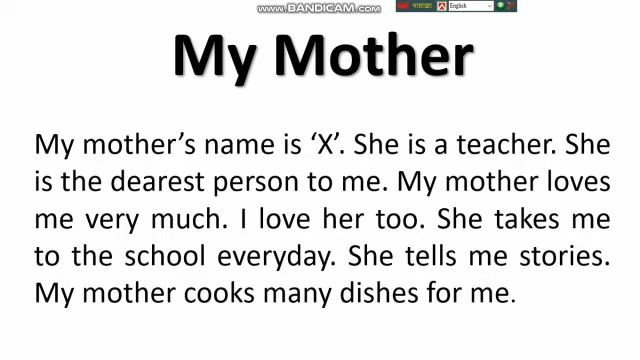 www.BANDICAM.com
English
My Mother
My mother’s name is ‘X’. She is a teacher. She
is the dearest person to me. My mother loves
me very much. I love her too. She takes me
to the school everyday. She tells me stories.
My mother cooks many dishes for me.